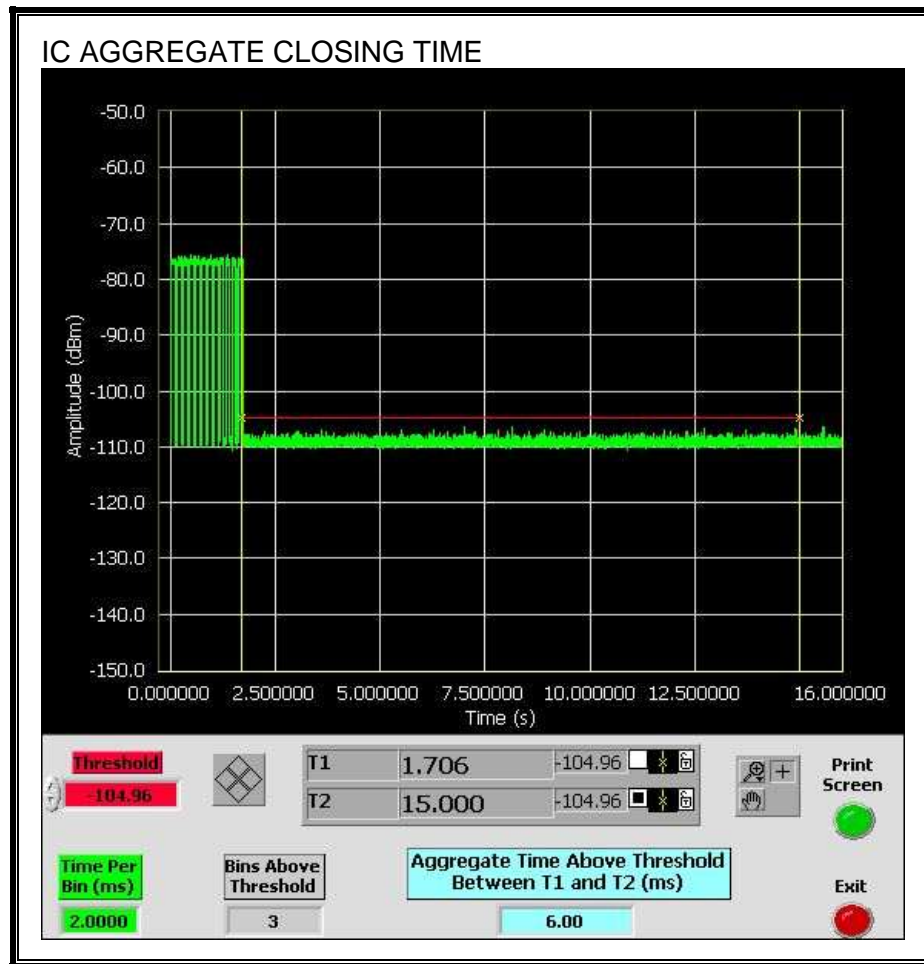 IC AGGREGATE CLOSING TIME
-50.0
-60.0
-70.0
-80.0
-90.0
-100.0
-110.0
-120.0
-130.0
-140.0
-150.0
Amplitude (dBm)
0.000000 2.500000 5.000000 7.500000 10.000000 12.500000 16.000000
Time (s)
Threshold
-104.96
T1 1.706 -104.96
T2 15.000 -104.96
Print
Screen
Time Per
Bin (ms)
2.0000
Bins Above
Threshold
3
Aggregate Time Above Threshold
Between T1 and T2 (ms)
6.00
Exit